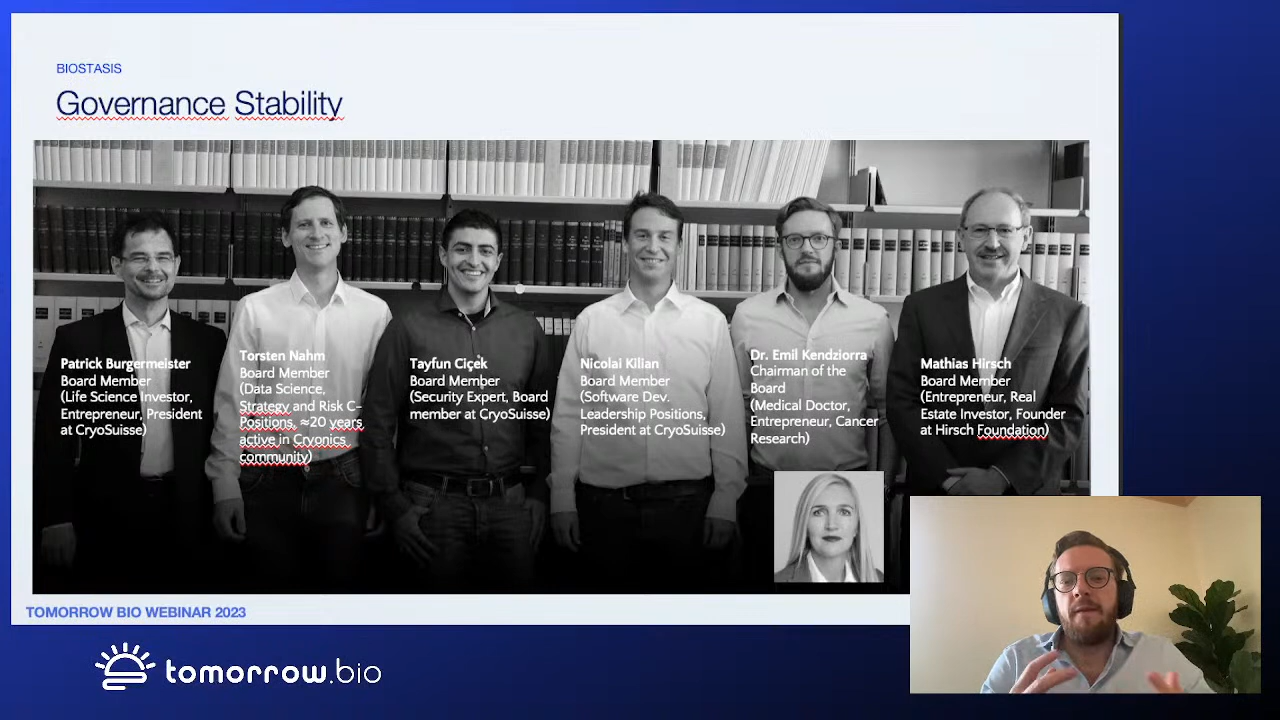 BIOSTASIS
Governance Stability
Patrick Burgermeister
Board Member
(Life Science Investor,
Entrepreneur, President
at CryoSuisse)
Torsten Nahm
Board Member
(Data Science,
Strategy and Risk C-
Positions, ≈20 years
active in Cryonics
community)
Tayfun Ciçek
Board Member
(Security Expert, Board
member at CryoSuisse)
Nicolai Kilian
Board Member
(Software Dev.
Leadership Positions,
President at CryoSuisse)
Dr. Emil Kendziorra
Chairman of the
Board
(Medical Doctor,
Entrepreneur, Cancer
Research)
Mathias Hirsch
Board Member
(Entrepreneur, Real
Estate Investor, Founder
at Hirsch Foundation)
TOMORROW BIO WEBINAR 2023
tomorrow.bio